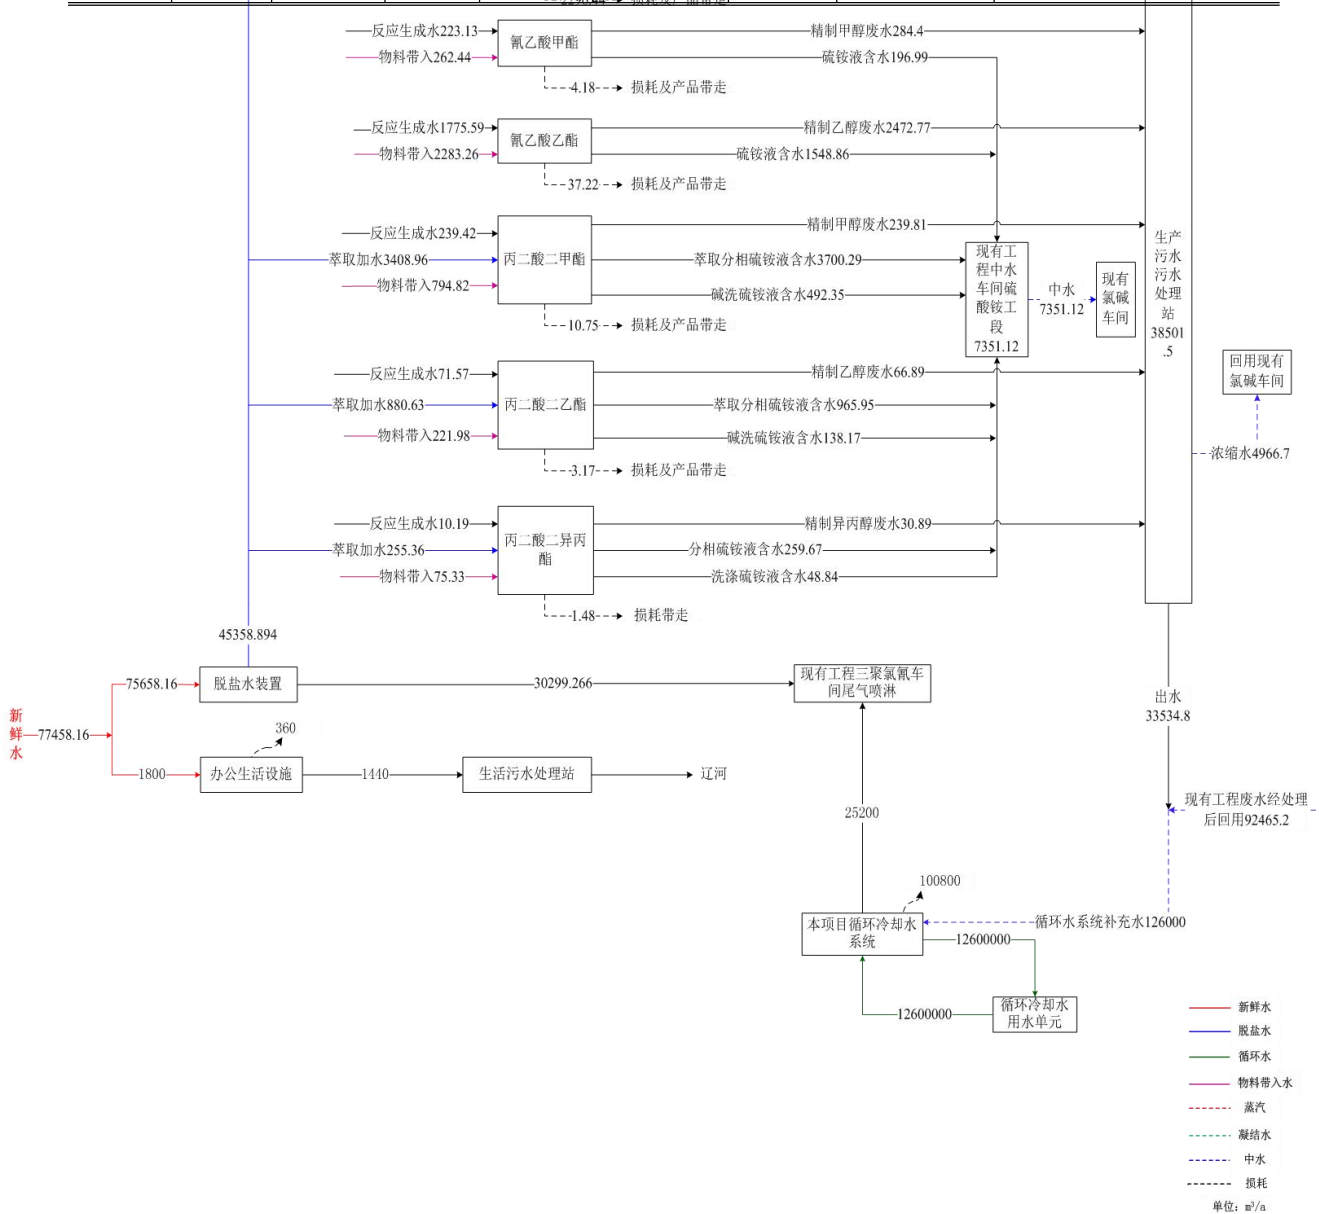 损耗及产品带走
反应生成水223.13
物料带入262.44
氰乙酸甲酯
精制甲醇废水284.4
硫铵液含水196.99
4.18
损耗及产品带走
反应生成水1775.59
物料带入2283.26
氰乙酸乙酯
精制乙醇废水2472.77
硫铵液含水1548.86
37.22
损耗及产品带走
反应生成水239.42
萃取加水3408.96
物料带入794.82
丙二酸二甲酯
精制甲醇废水239.81
萃取分相硫铵液含水3700.29
碱洗硫铵液含水492.35
10.75
损耗及产品带走
现有工
程中水
车间硫
酸铵工
段
7351.12
中水
7351.12
现有
氯碱
车间
生产
污水
污水
处理
站
38501
.5
回用现有
氯碱车间
浓缩水4966.7
反应生成水71.57
萃取加水880.63
物料带入221.98
丙二酸二乙酯
精制乙醇废水66.89
萃取分相硫铵液含水965.95
碱洗硫铵液含水138.17
3.17
损耗及产品带走
反应生成水10.19
萃取加水255.36
物料带入75.33
丙二酸二异丙
酯
精制异丙醇废水30.89
分相硫铵液含水259.67
洗涤硫铵液含水48.84
1.48
损耗带走
45358.894
75658.16
脱盐水装置
30299.266
现有工程三聚氯氰车
间尾气喷淋
出水
33534.8
新
鲜
水
77458.16
360
1800
办公生活设施
1440
生活污水处理站
辽河
25200
现有工程废水经处理
后回用92465.2
100800
本项目循环冷却水
系统
循环水系统补充水126000
12600000
循环冷却水
用水单元
12600000
新鲜水
脱盐水
循环水
物料带入水
蒸汽
凝结水
中水
损耗
单位：m³/a